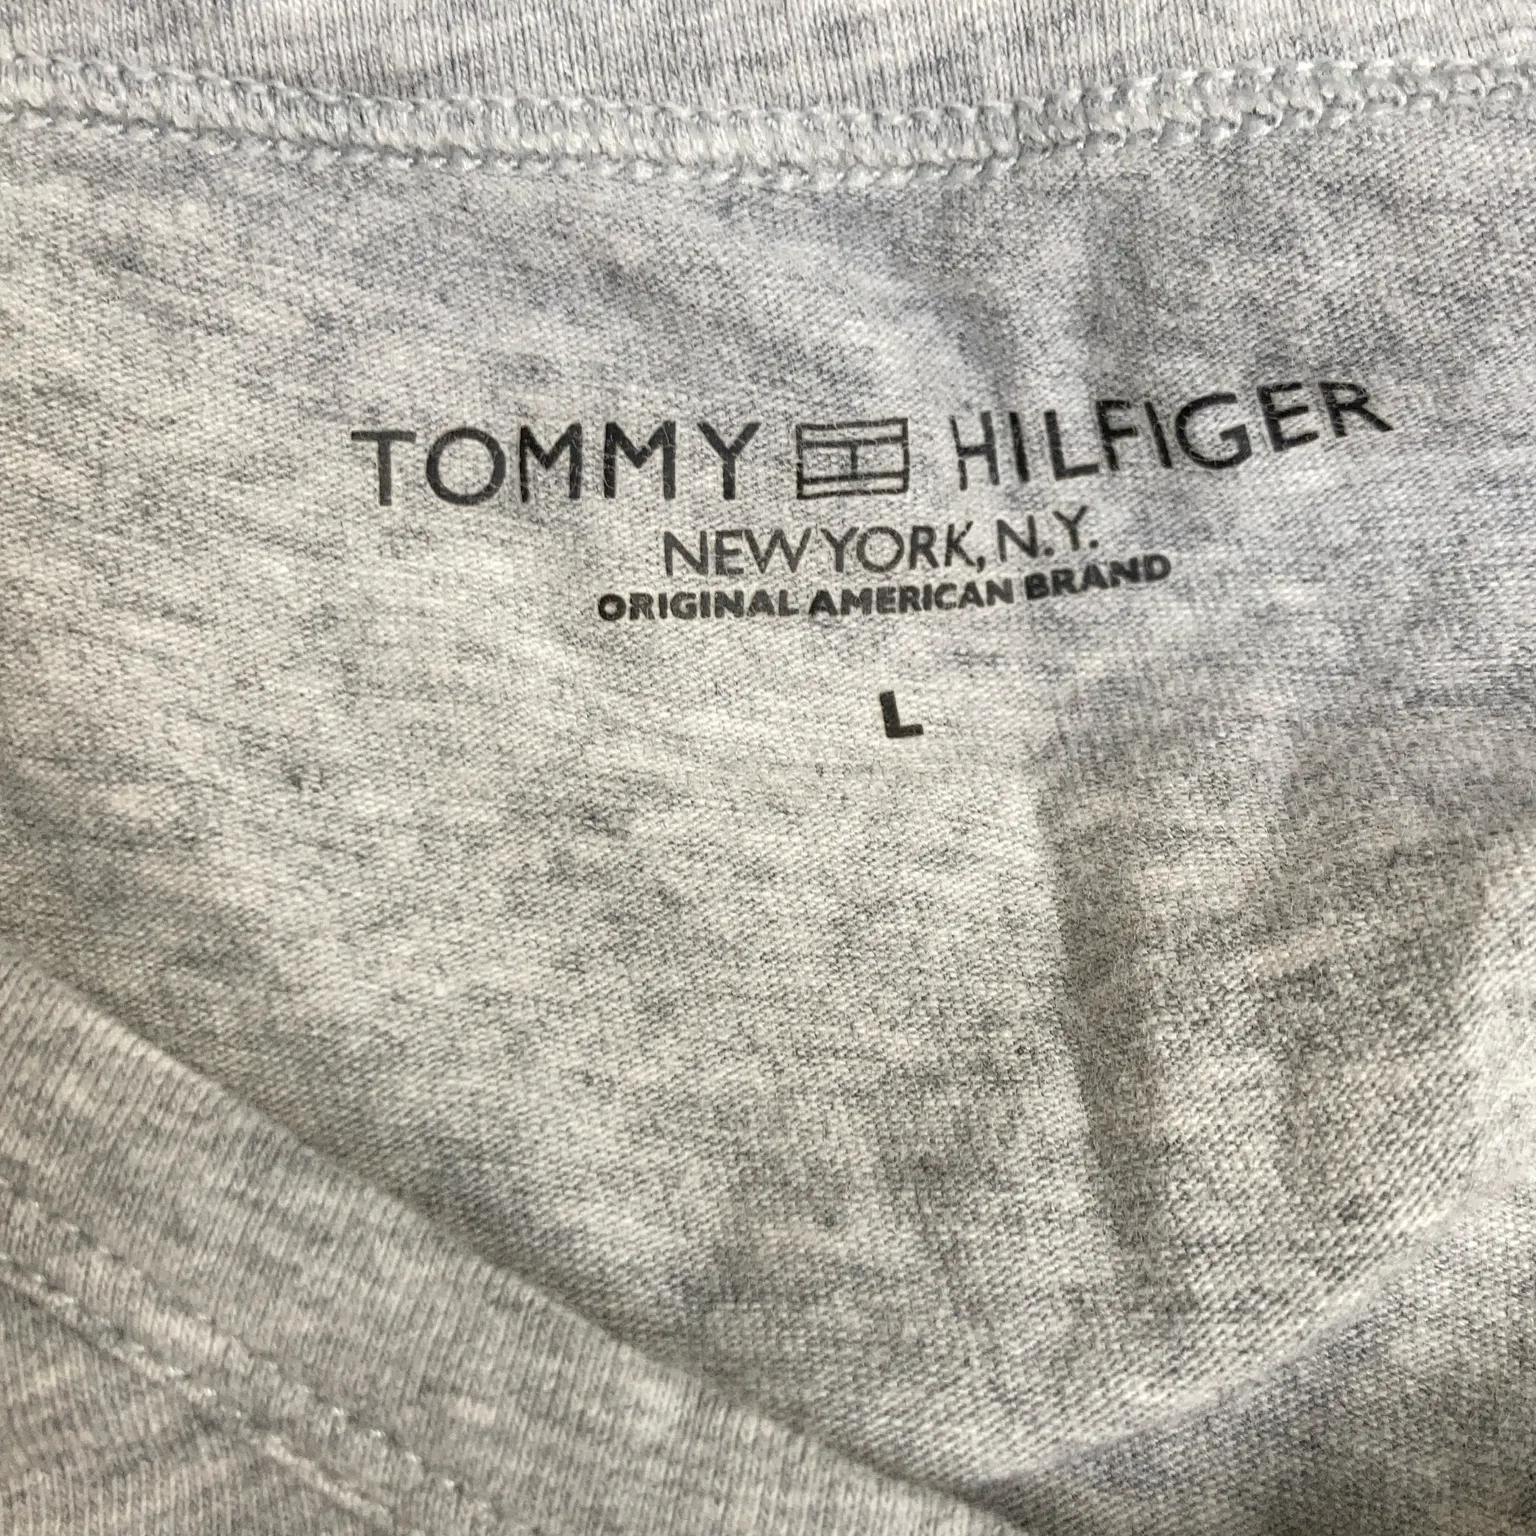 TOMMY HILFIGER
NEW YORK, N.Y.
ORIGINAL AMERICAN BRAND
L